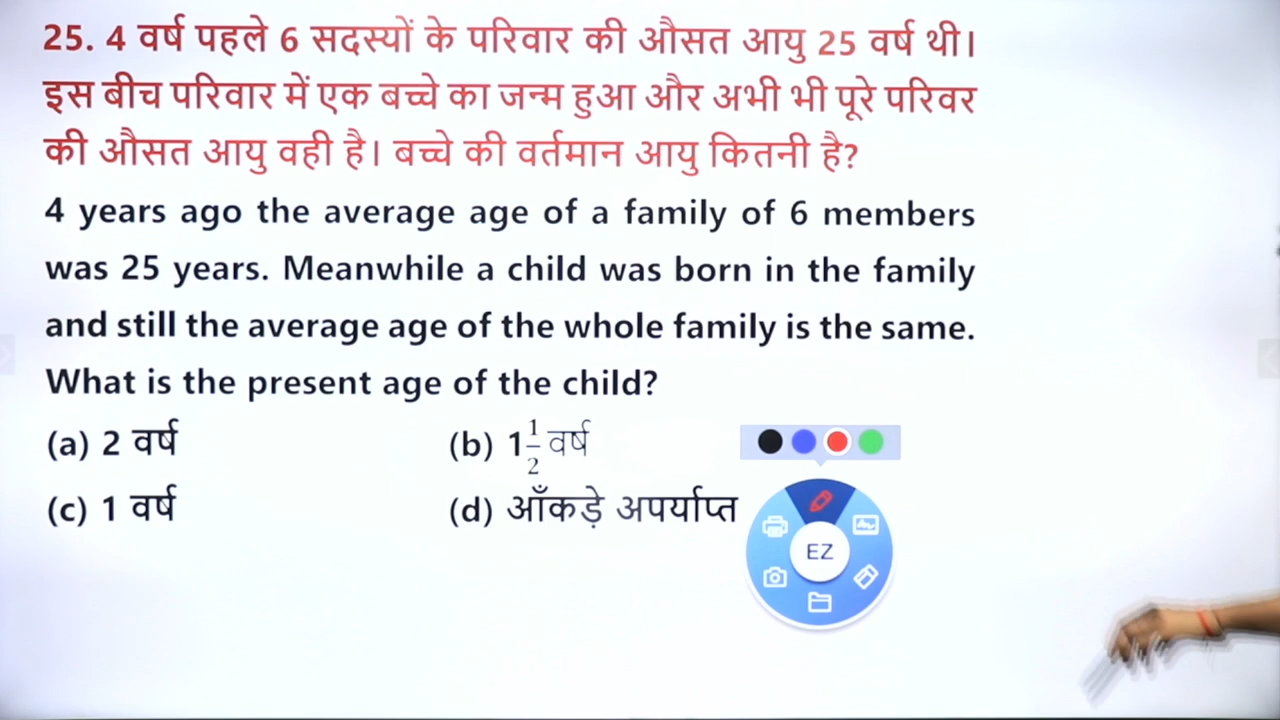 25. 4 वर्ष पहले 6 सदस्यों के परिवार की औसत आयु 25 वर्ष थी।
इस बीच परिवार में एक बच्चे का जन्म हुआ और अभी भी पूरे परिवर
की औसत आयु वही है। बच्चे की वर्तमान आयु कितनी है?
4 years ago the average age of a family of 6 members
was 25 years. Meanwhile a child was born in the family
and still the average age of the whole family is the same.
What is the present age of the child?
(a) 2 वर्ष (b) 1 1/2 वर्ष
(c) 1 वर्ष (d) आँकड़े अपर्याप्त
EZ